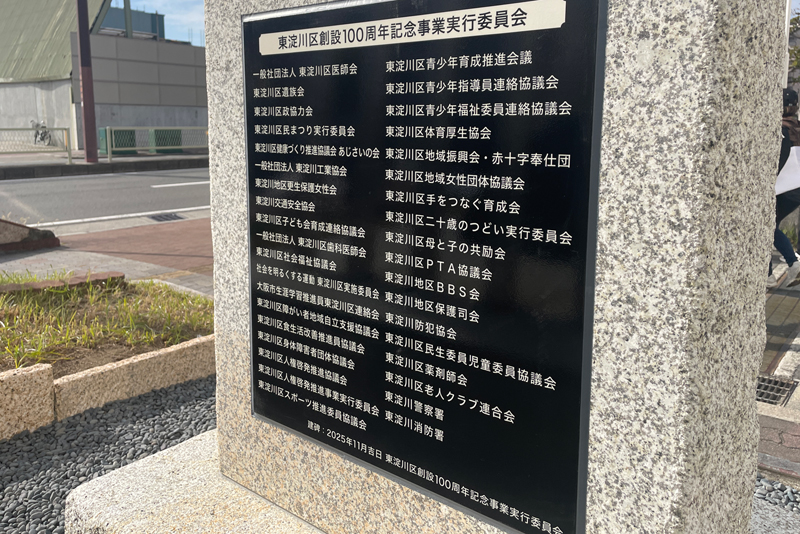 東淀川区創設100周年記念事業実行委員会
一般社団法人 東淀川区医師会
東淀川区遺族会
東淀川区政協力会
東淀川区民まつり実行委員会
東淀川区健康づくり推進協議会 あじさいの会
一般社団法人 東淀川工業協会
東淀川地区更生保護女性会
東淀川交通安全協会
東淀川区子ども会育成連絡協議会
一般社団法人 東淀川区歯科医師会
東淀川区社会福祉協議会
社会を明るくする運動 東淀川区実施委員会
大阪市生涯学習推進員東淀川区連絡会
東淀川区障がい者地域自立支援協議会
東淀川区食生活改善推進員協議会
東淀川区身体障害者団体協議会
東淀川区人権啓発推進協議会
東淀川区人権啓発推進事業実行委員会
東淀川区スポーツ推進委員協議会
東淀川区青少年育成推進会議
東淀川区青少年指導員連絡協議会
東淀川区青少年福祉委員連絡協議会
東淀川区体育厚生協会
東淀川区地域振興会・赤十字奉仕団
東淀川区地域女性団体協議会
東淀川区手をつなぐ育成会
東淀川区二十歳のつどい実行委員会
東淀川区母と子の共励会
東淀川区PTA協議会
東淀川地区BBS会
東淀川地区保護司会
東淀川防犯協会
東淀川区民生委員児童委員協議会
東淀川区薬剤師会
東淀川区老人クラブ連合会
東淀川警察署
東淀川消防署
建碑：2025年11月吉日 東淀川区創設100周年記念事業実行委員会